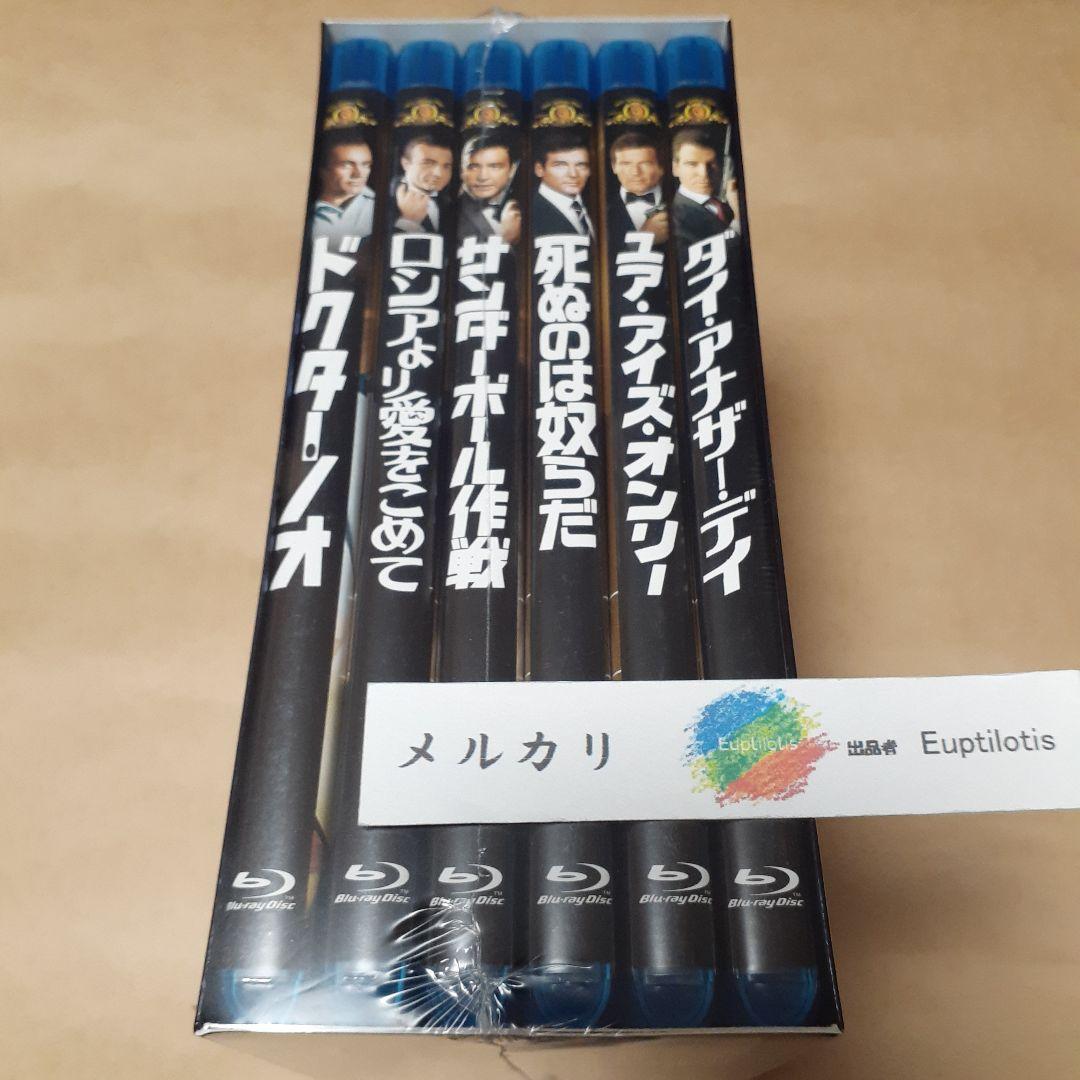 ドクター・ノオ
ロシアより愛をこめて
サンダーボール作戦
死ぬのは奴らだ
ユア・アイズ・オンリー
ダイ・アナザー・デイ
メルカリ
Euptilotis
出品者 Euptilotis
Blu-ray Disc
Blu-ray Disc
Blu-ray Disc
Blu-ray Disc
Blu-ray Disc
Blu-ray Disc